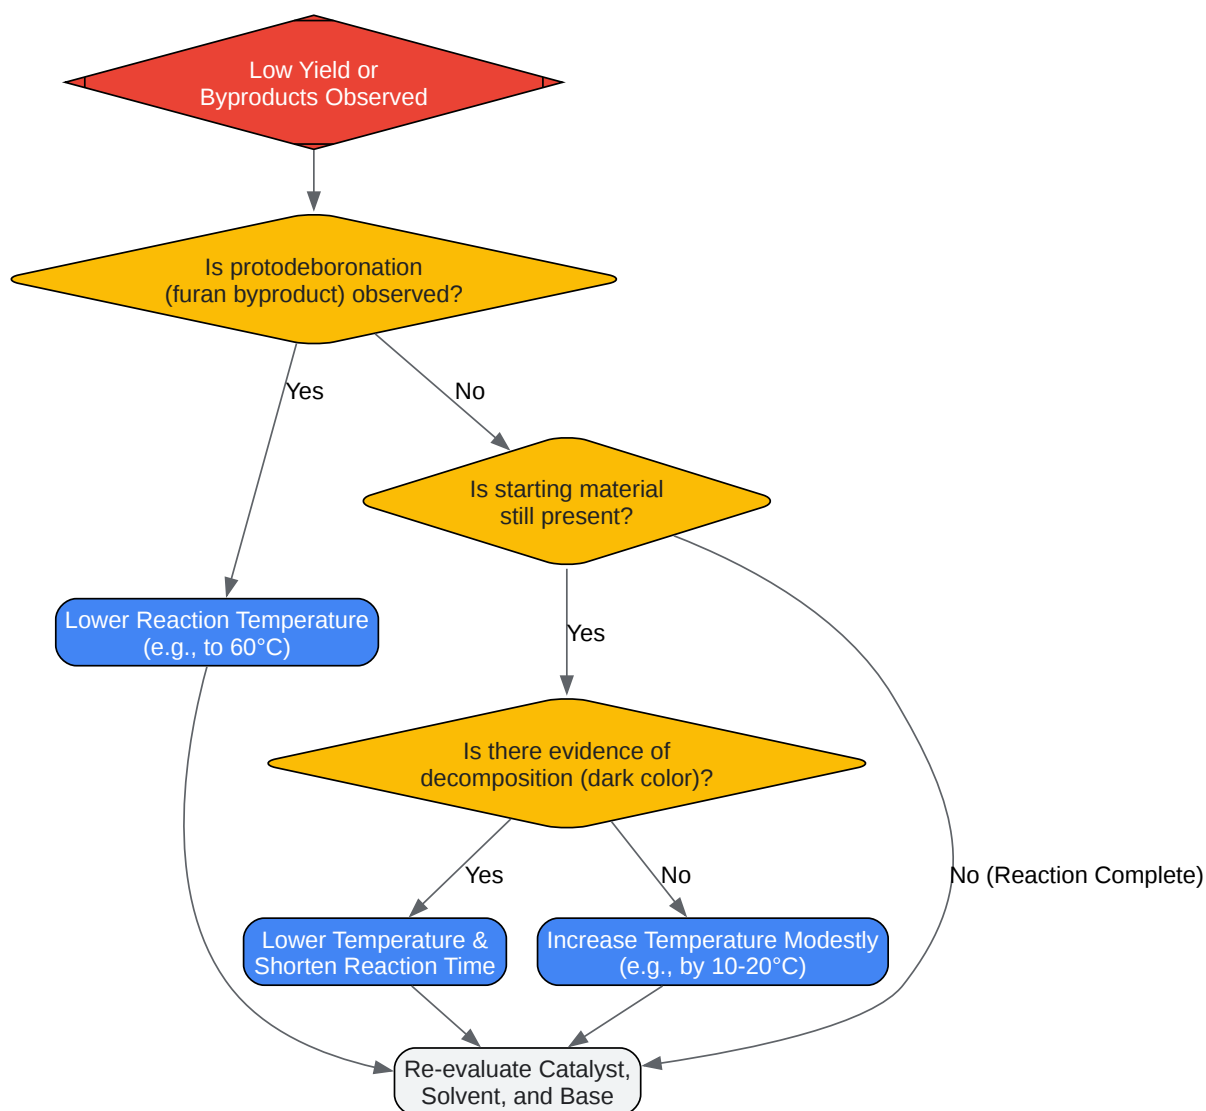 Low Yield or
Byproducts Observed
Is protodeboronation
(furan byproduct) observed?
Yes
No
Is starting material
still present?
Lower Reaction Temperature
(e.g., to 60°C)
Yes
Is there evidence of
decomposition (dark color)?
Yes
No
No (Reaction Complete)
Lower Temperature &
Shorten Reaction Time
Increase Temperature Modestly
(e.g., by 10-20°C)
Re-evaluate Catalyst,
Solvent, and Base